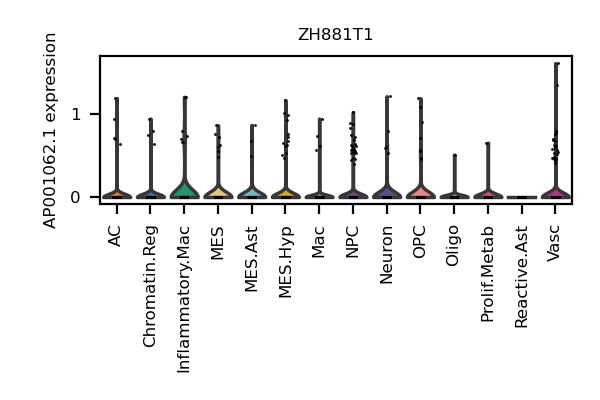 ZH881T1
AP001062.1 expression
1
0
AC
Chromatin.Reg
Inflammatory.Mac
MES
MES.Ast
MES.Hyp
Mac
NPC
Neuron
OPC
Oligo
Prolif.Metab
Reactive.Ast
Vasc